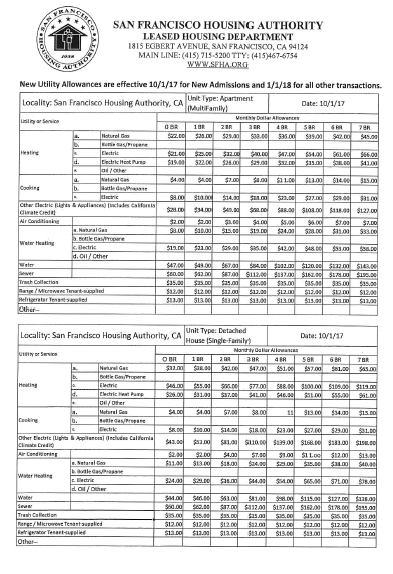 SAN FRANCISCO HOUSING AUTHORITY
LEASED HOUSING DEPARTMENT
1815 EGBERT AVENUE, SAN FRANCISCO, CA 94124
MAIN LINE: (415) 715-5200 TTY: (415)467-6754
WWW.SFHA.ORG
New Utility Allowances are effective 10/1/17 for New Admissions and 1/1/18 for all other transactions.
Locality: San Francisco Housing Authority, CA Unit Type: Apartment (MultiFamily) Date: 10/1/17
Utility or Service Monthly Dollar Allowances
0 BR 1 BR 2 BR 3 BR 4 BR 5 BR 6 BR 7 BR
Heating
a. Natural Gas $22.00 $26.00 $29.00 $36.00 $39.00 $42.00 $45.00
b. Bottle Gas/Propane
c. Electric $21.00 $25.00 $32.00 $40.00 $47.00 $54.00 $61.00 $66.00
d. Electric Heat Pump $19.00 $22.00 $26.00 $29.00 $32.00 $35.00 $38.00 $41.00
e. Oil / Other
Cooking
a. Natural Gas $4.00 $4.00 $7.00 $8.00 $11.00 $13.00 $14.00 $15.00
b. Bottle Gas/Propane
c. Electric $8.00 $10.00 $14.00 $18.00 $23.00 $27.00 $29.00 $31.00
Other Electric (Lights & Appliances) (Includes California Climate Credit) $28.00 $34.00 $49.00 $68.00 $88.00 $108.00 $118.00 $127.00
Air Conditioning $2.00 $2.00 $3.00 $4.00 $5.00 $6.00 $7.00 $7.00
Water Heating
a. Natural Gas $8.00 $10.00 $15.00 $19.00 $24.00 $28.00 $31.00 $33.00
b. Bottle Gas/Propane
c. Electric $19.00 $23.00 $29.00 $35.00 $42.00 $48.00 $53.00 $58.00
d. Oil / Other
Water $47.00 $49.00 $67.00 $84.00 $102.00 $120.00 $132.00 $143.00
Sewer $60.00 $62.00 $87.00 $112.00 $137.00 $162.00 $178.00 $195.00
Trash Collection $35.00 $35.00 $35.00 $35.00 $35.00 $35.00 $35.00 $35.00
Range / Microwave Tenant-supplied $12.00 $12.00 $12.00 $12.00 $12.00 $12.00 $12.00 $12.00
Refrigerator Tenant-supplied $13.00 $13.00 $13.00 $13.00 $13.00 $13.00 $13.00 $13.00
Other--
Locality: San Francisco Housing Authority, CA Unit Type: Detached House (Single-Family) Date: 10/1/17
Utility or Service Monthly Dollar Allowances
0 BR 1 BR 2 BR 3 BR 4 BR 5 BR 6 BR 7 BR
Heating
a. Natural Gas $32.00 $38.00 $42.00 $47.00 $51.00 $57.00 $61.00 $65.00
b. Bottle Gas/Propane
c. Electric $46.00 $55.00 $66.00 $77.00 $88.00 $100.00 $109.00 $119.00
d. Electric Heat Pump $26.00 $31.00 $37.00 $41.00 $46.00 $51.00 $55.00 $61.00
e. Oil / Other
Cooking
a. Natural Gas $4.00 $4.00 $7.00 $8.00 11 $13.00 $14.00 $15.00
b. Bottle Gas/Propane
c. Electric $8.00 $10.00 $14.00 $18.00 $23.00 $27.00 $29.00 $31.00
Other Electric (Lights & Appliances) (Includes California Climate Credit) $43.00 $53.00 $81.00 $110.00 $139.00 $168.00 $183.00 $198.00
Air Conditioning $2.00 $2.00 $4.00 $7.00 $9.00 $11.00 $12.00 $13.00
Water Heating
a. Natural Gas $11.00 $13.00 $18.00 $24.00 $29.00 $35.00 $38.00 $40.00
b. Bottle Gas/Propane
c. Electric $24.00 $29.00 $36.00 $44.00 $54.00 $65.00 $71.00 $78.00
d. Oil / Other
Water $44.00 $46.00 $63.00 $81.00 $98.00 $115.00 $127.00 $138.00
Sewer $60.00 $62.00 $87.00 $112.00 $137.00 $162.00 $178.00 $195.00
Trash Collection $35.00 $35.00 $35.00 $35.00 $35.00 $35.00 $35.00 $35.00
Range / Microwave Tenant-supplied $12.00 $12.00 $12.00 $12.00 $12.00 $12.00 $12.00 $12.00
Refrigerator Tenant-supplied $13.00 $13.00 $13.00 $13.00 $13.00 $13.00 $13.00 $13.00
Other--